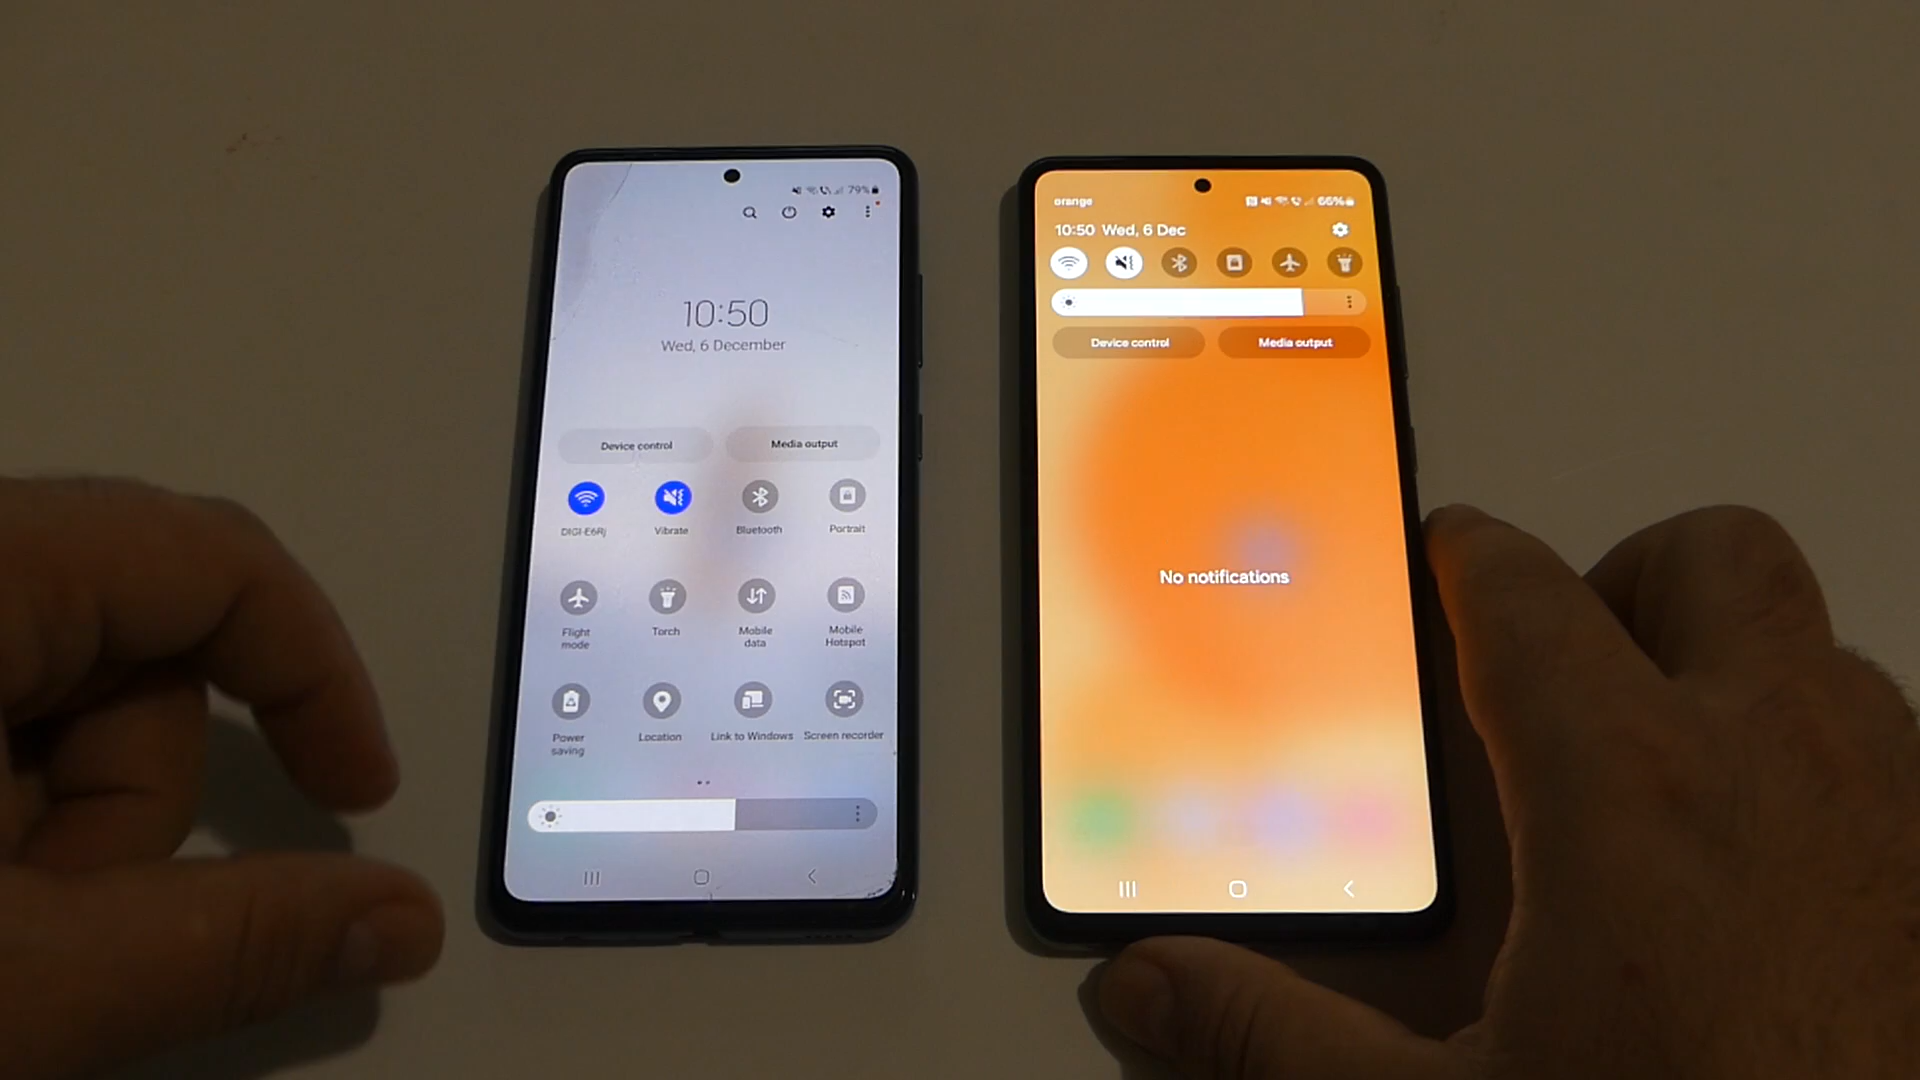 79%
10:50
Wed, 6 December
Device control Media output
DIGI-E6Rj Vibrate Bluetooth Portrait
Flight mode Torch Mobile data Mobile Hotspot
Power saving Location Link to Windows Screen recorder
orange 66%
10:50 Wed, 6 Dec
Device control Media output
No notifications